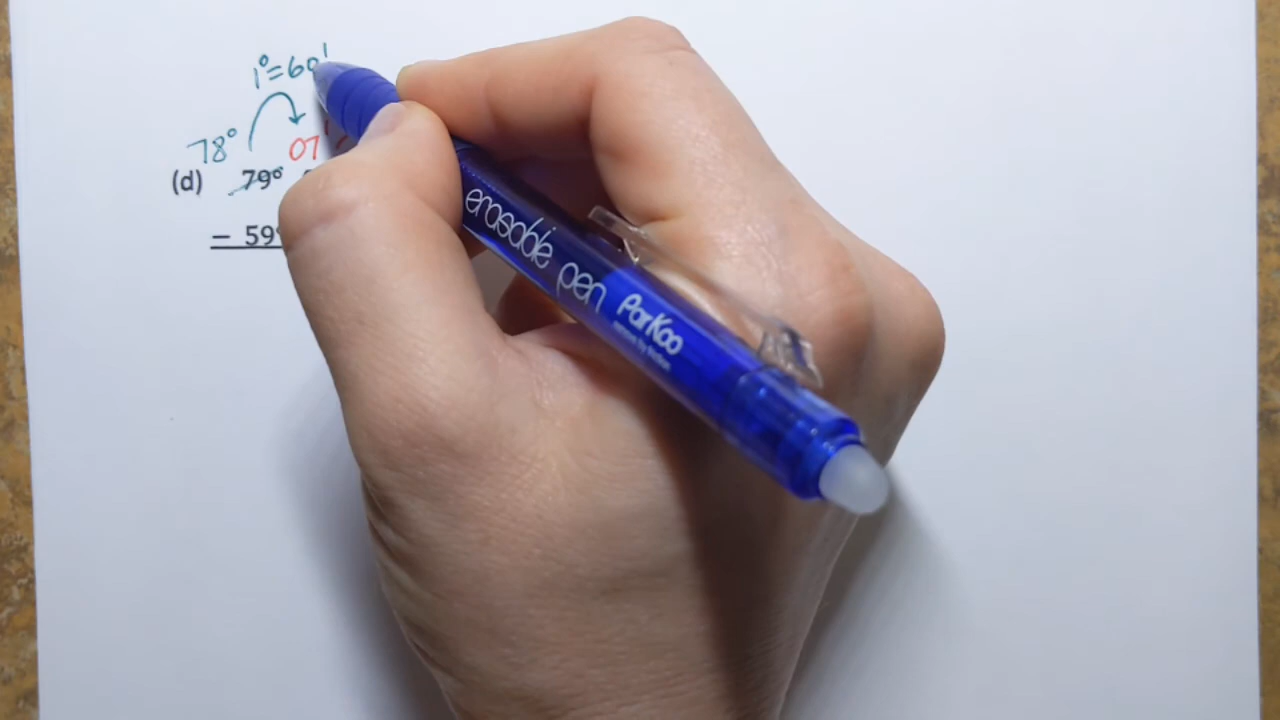 1°=60'
78° 07
(d) 79°
− 59°
erasable pen ParKoo